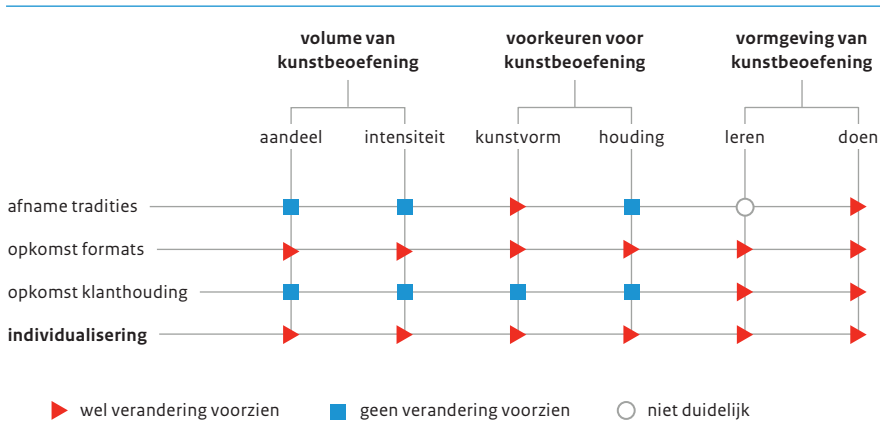 volume van
kunstbeoefening
voorkeuren voor
kunstbeoefening
vormgeving van
kunstbeoefening
aandeel
intensiteit
kunstvorm
houding
leren
doen
afname tradities
opkomst formats
opkomst klanthouding
individualisering
wel verandering voorzien
geen verandering voorzien
niet duidelijk